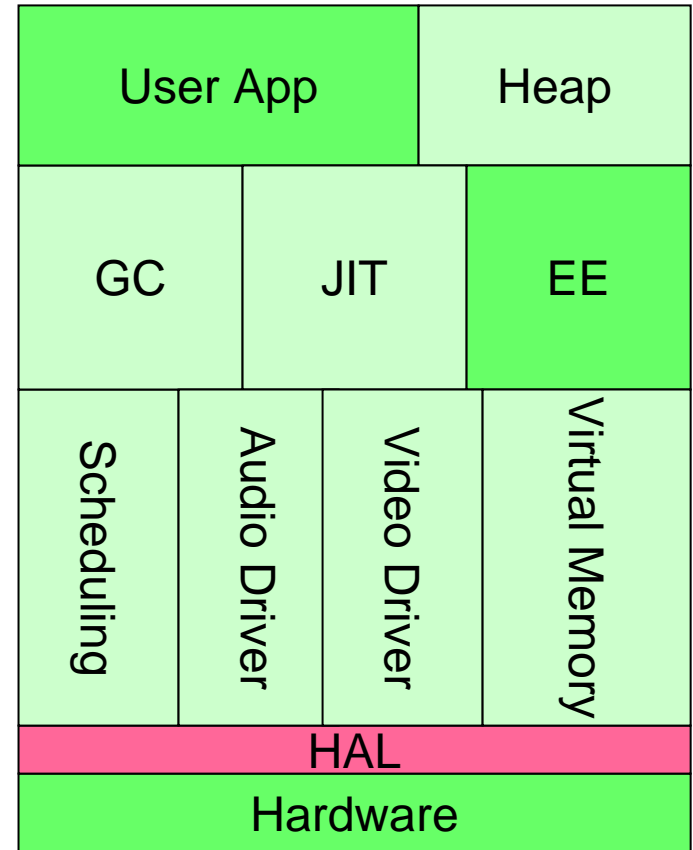 User App
Heap
GC
JIT
EE
Scheduling
Audio Driver
Video Driver
Virtual Memory
HAL
Hardware